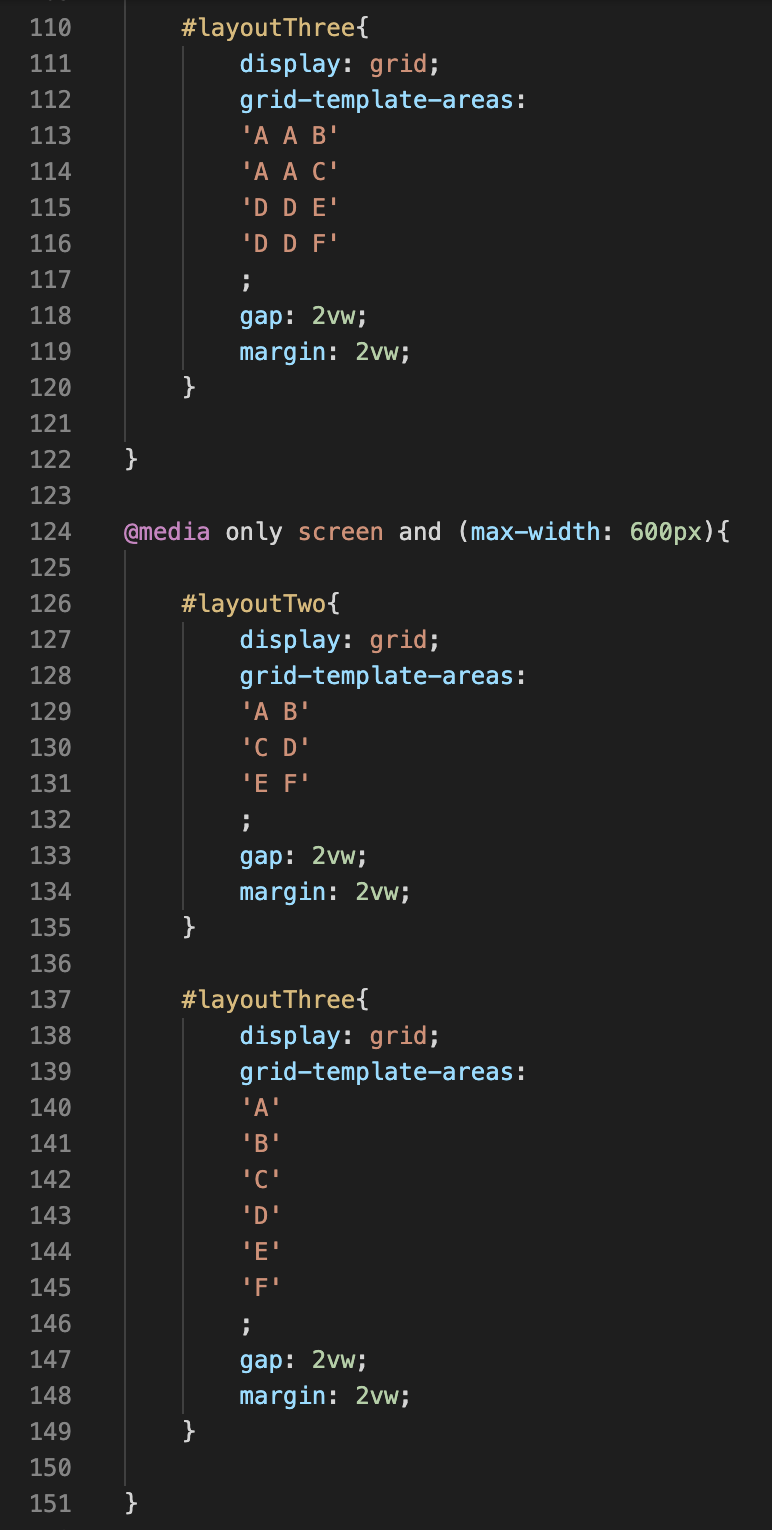 110 #layoutThree{
111 display: grid;
112 grid-template-areas:
113 'A A B'
114 'A A C'
115 'D D E'
116 'D D F'
117 ;
118 gap: 2vw;
119 margin: 2vw;
120 }
121
122 }
123
124 @media only screen and (max-width: 600px){
125
126 #layoutTwo{
127 display: grid;
128 grid-template-areas:
129 'A B'
130 'C D'
131 'E F'
132 ;
133 gap: 2vw;
134 margin: 2vw;
135 }
136
137 #layoutThree{
138 display: grid;
139 grid-template-areas:
140 'A'
141 'B'
142 'C'
143 'D'
144 'E'
145 'F'
146 ;
147 gap: 2vw;
148 margin: 2vw;
149 }
150
151 }